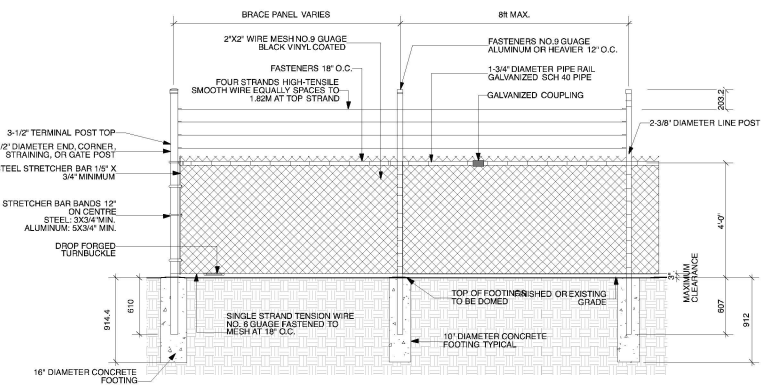 BRACE PANEL VARIES
8ft MAX.
2"X2" WIRE MESH NO.9 GUAGE
BLACK VINYL COATED
FASTENERS NO.9 GUAGE
ALUMINUM OR HEAVIER 12" O.C.
FASTENERS 18" O.C.
1-3/4" DIAMETER PIPE RAIL
GALVANIZED SCH 40 PIPE
FOUR STRANDS HIGH-TENSILE
SMOOTH WIRE EQUALLY SPACES TO
1.82M AT TOP STRAND
GALVANIZED COUPLING
203.2
2-3/8" DIAMETER LINE POST
3-1/2" TERMINAL POST TOP
/2" DIAMETER END, CORNER,
STRAINING, OR GATE POST
TEEL STRETCHER BAR 1/5" X
3/4" MINIMUM
STRETCHER BAR BANDS 12"
ON CENTRE
STEEL: 3X3/4"MIN.
ALUMINUM: 5X3/4" MIN.
4'-0"
DROP FORGED
TURNBUCKLE
3"
MAXIMUM
CLEARANCE
TOP OF FOOTINGS
TO BE DOMED
FINISHED OR EXISTING
GRADE
914.4
610
SINGLE STRAND TENSION WIRE
NO. 6 GUAGE FASTENED TO
MESH AT 18" O.C.
10" DIAMETER CONCRETE
FOOTING TYPICAL
607
912
16" DIAMETER CONCRETE
FOOTING